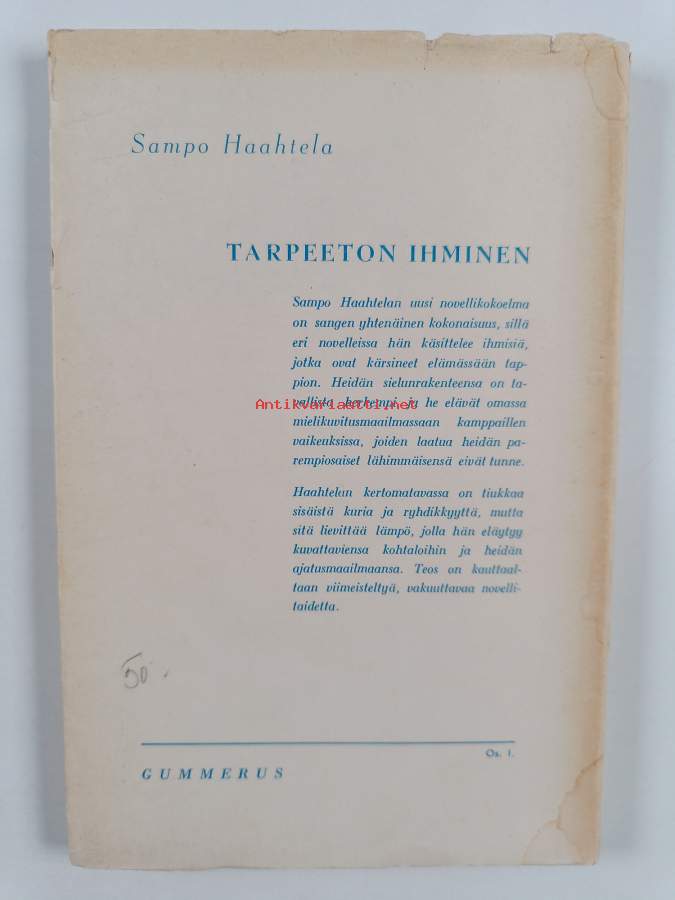 Sampo Haahtela
TARPEETON IHMINEN
Sampo Haahtelan uusi novellikokoelma
on sangen yhtenäinen kokonaisuus, sillä
eri novelleissa hän käsittelee ihmisiä,
jotka ovat kärsineet elämässään tap-
pion. Heidän sielunrakenteensa on ta-
vallista herkempi ja he elävät omassa
Antikvariaatti.net
mielikuvitusmaailmassaan kamppaillen
vaikeuksissa, joiden laatua heidän pa-
rempiosaiset lähimmäisensä eivät tunne.
Haahtelan kertomatavassa on tiukkaa
sisäistä kuria ja ryhdikkyyttä, mutta
sitä lievittää lämpö, jolla hän eläytyy
kuvattaviensa kohtaloihin ja heidän
ajatusmaailmaansa. Teos on kauttaal-
taan viimeisteltyä, vakuuttavaa novelli-
taidetta.
50
Os. 1.
GUMMERUS